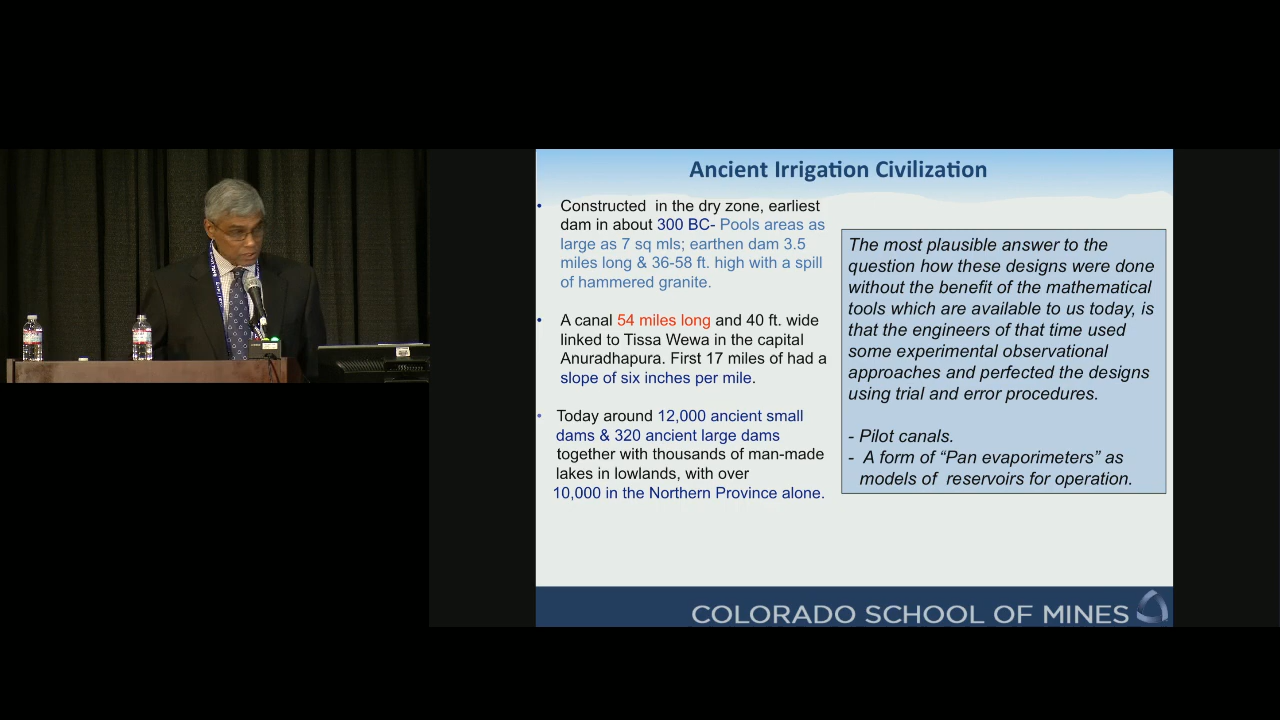 Ancient Irrigation Civilization
• Constructed in the dry zone, earliest
dam in about 300 BC- Pools areas as
large as 7 sq mls; earthen dam 3.5
miles long & 36-58 ft. high with a spill
of hammered granite.
• A canal 54 miles long and 40 ft. wide
linked to Tissa Wewa in the capital
Anuradhapura. First 17 miles of had a
slope of six inches per mile.
• Today around 12,000 ancient small
dams & 320 ancient large dams
together with thousands of man-made
lakes in lowlands, with over
10,000 in the Northern Province alone.
The most plausible answer to the
question how these designs were done
without the benefit of the mathematical
tools which are available to us today, is
that the engineers of that time used
some experimental observational
approaches and perfected the designs
using trial and error procedures.
- Pilot canals.
- A form of “Pan evaporimeters” as
models of reservoirs for operation.
COLORADO SCHOOL OF MINES